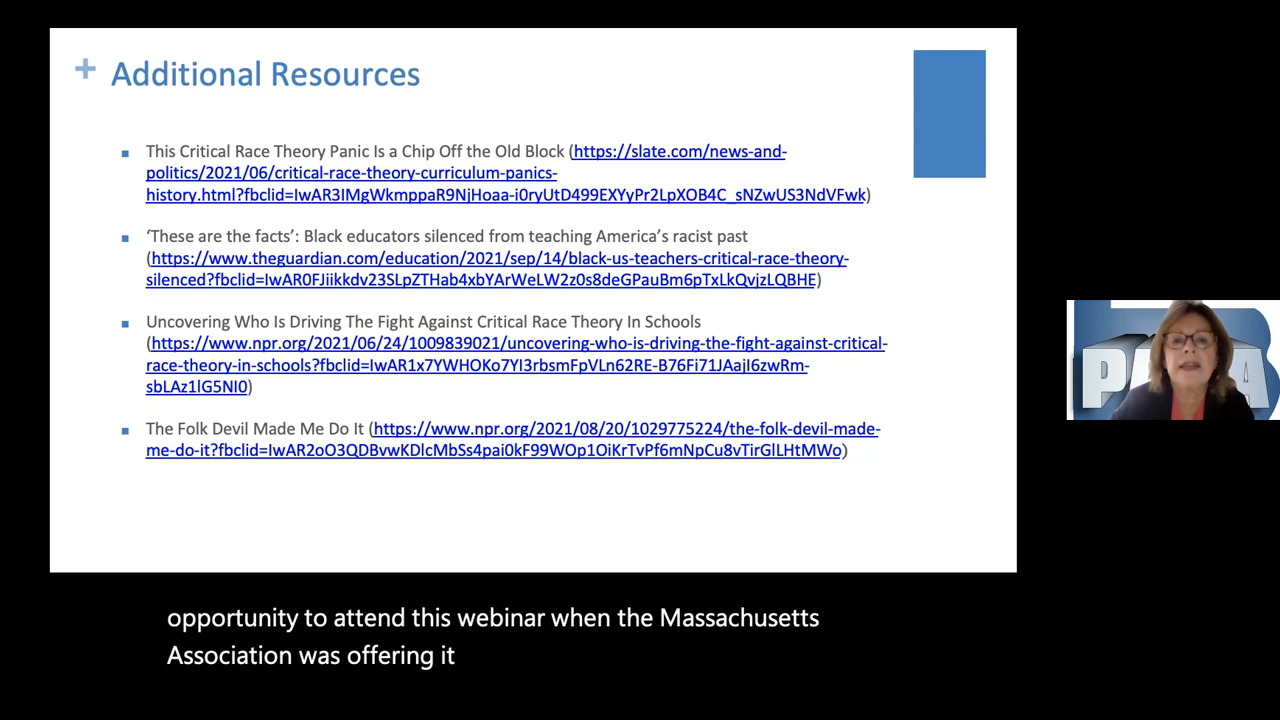 + Additional Resources
▪ This Critical Race Theory Panic Is a Chip Off the Old Block (https://slate.com/news-and-
politics/2021/06/critical-race-theory-curriculum-panics-
history.html?fbclid=IwAR3IMgWkmppaR9NjHoaa-i0ryUtD499EXYyPr2LpXOB4C_sNZwUS3NdVFwk)
▪ ‘These are the facts’: Black educators silenced from teaching America’s racist past
(https://www.theguardian.com/education/2021/sep/14/black-us-teachers-critical-race-theory-
silenced?fbclid=IwAR0FJiikkdv23SLpZTHab4xbYArWeLW2z0s8deGPauBm6pTxLkQvjzLQBHE)
▪ Uncovering Who Is Driving The Fight Against Critical Race Theory In Schools
(https://www.npr.org/2021/06/24/1009839021/uncovering-who-is-driving-the-fight-against-critical-
race-theory-in-schools?fbclid=IwAR1x7YWHOKo7YI3rbsmFpVLn62RE-B76Fi71JAajI6zwRm-
sbLAz1lG5NI0)
▪ The Folk Devil Made Me Do It (https://www.npr.org/2021/08/20/1029775224/the-folk-devil-made-
me-do-it?fbclid=IwAR2oO3QDBvwKDlcMbSs4pai0kF99WOp1OiKrTvPf6mNpCu8vTirGlLHtMWo)
opportunity to attend this webinar when the Massachusetts
Association was offering it